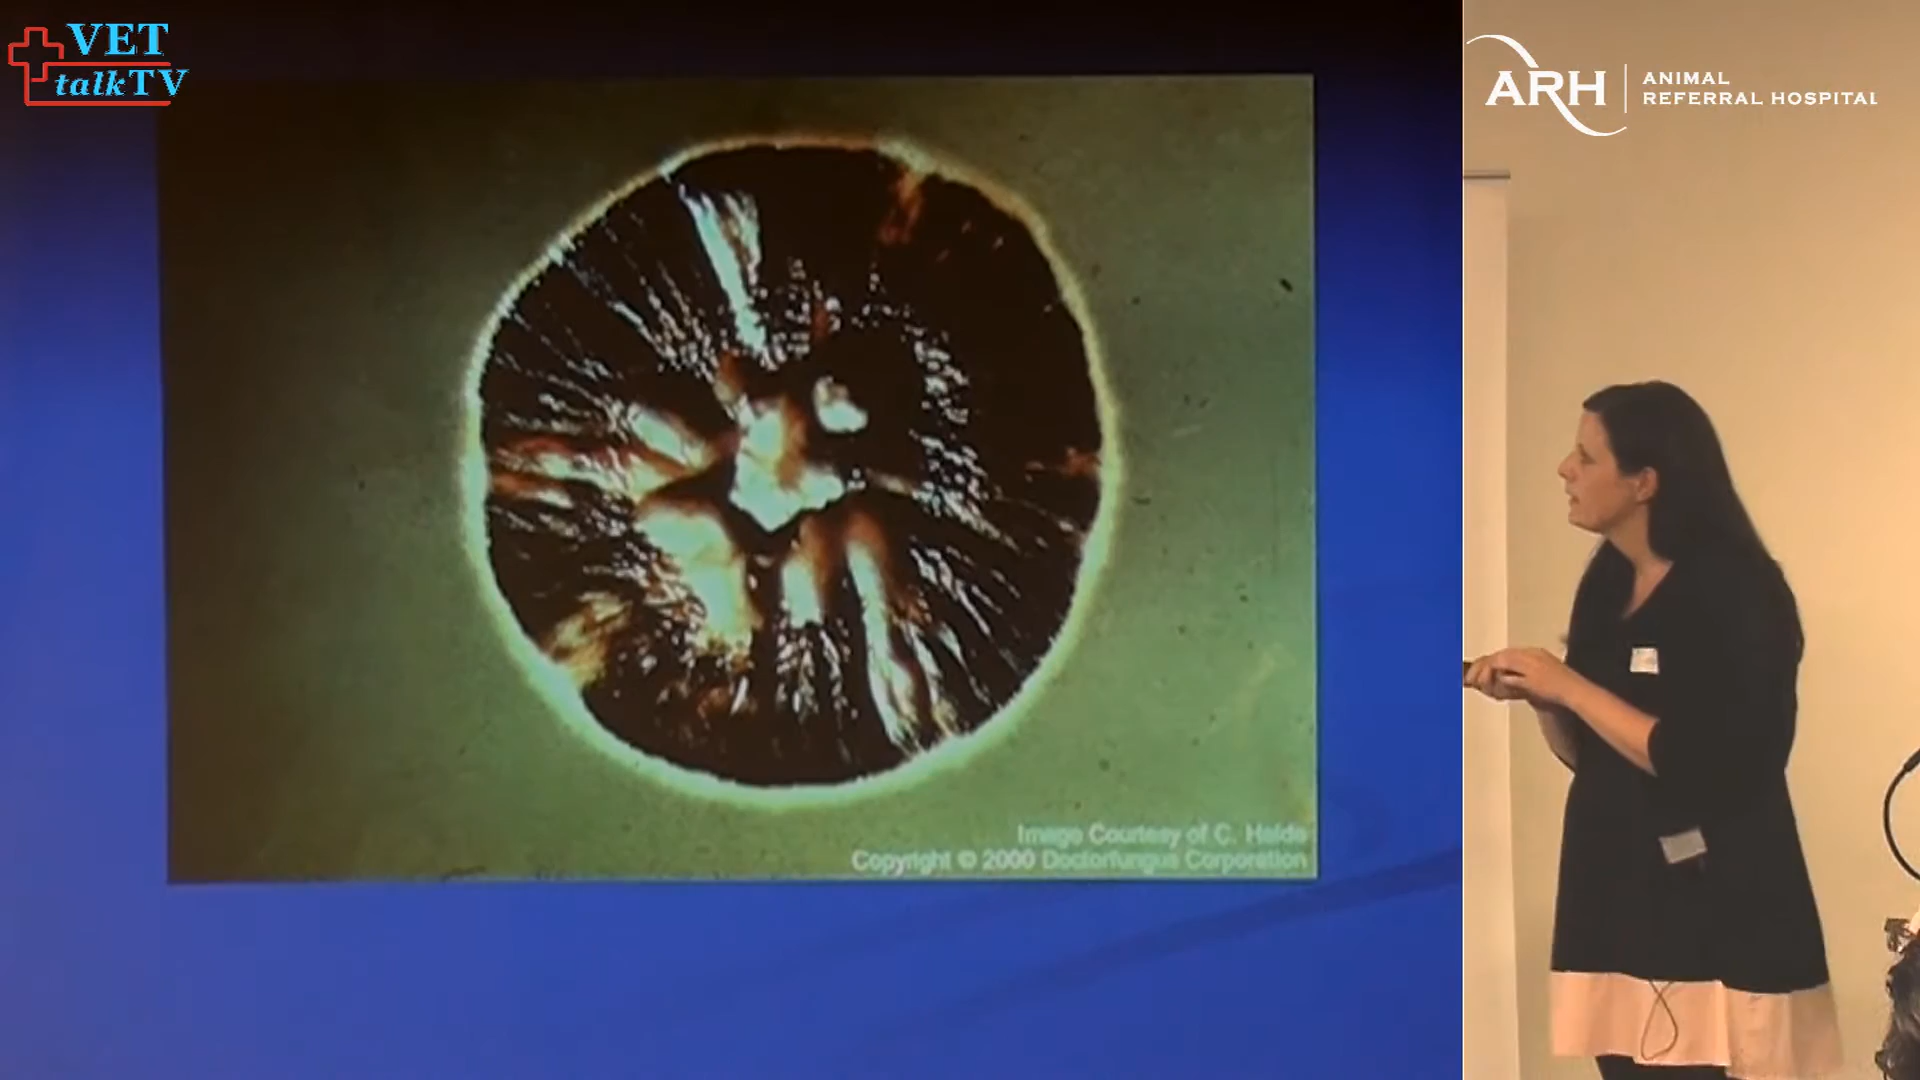 VET
talkTV
ARH
ANIMAL
REFERRAL HOSPITAL
Image Courtesy of C. Halde
Copyright © 2000 Doctorfungus Corporation